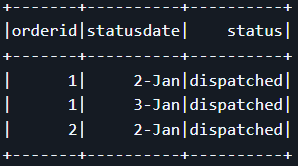 +-------+----------+----------+
|orderid|statusdate|    status|
+-------+----------+----------+
|      1|     2-Jan|dispatched|
|      1|     3-Jan|dispatched|
|      2|     2-Jan|dispatched|
+-------+----------+----------+